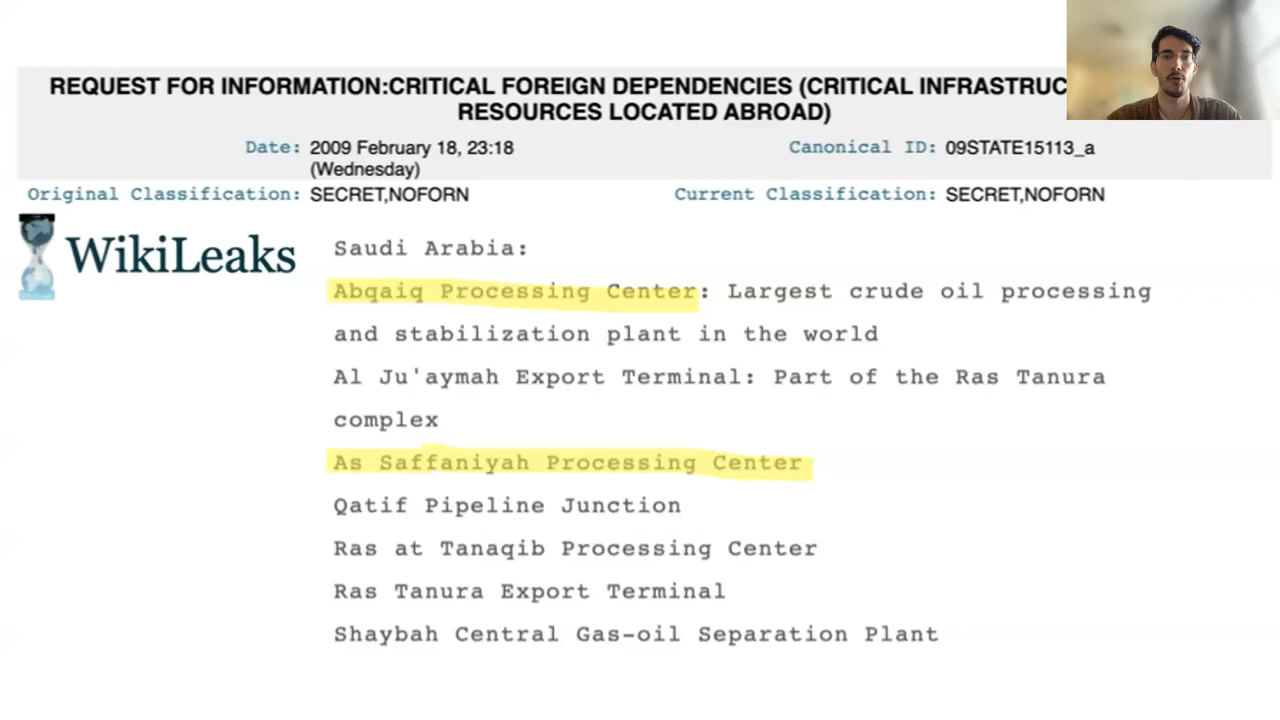 REQUEST FOR INFORMATION:CRITICAL FOREIGN DEPENDENCIES (CRITICAL
RESOURCES LOCATED ABROAD)
Date: 2009 February 18, 23:18 Canonical ID: 09STATE15113_a
(Wednesday)
Original Classification: SECRET,NOFORN Current Classification: SECRET,NOFORN
WikiLeaks
Saudi Arabia:
Abqaiq Processing Center: Largest crude oil processing
and stabilization plant in the world
Al Ju'aymah Export Terminal: Part of the Ras Tanura
complex
As Saffaniyah Processing Center
Qatif Pipeline Junction
Ras at Tanaqib Processing Center
Ras Tanura Export Terminal
Shaybah Central Gas-oil Separation Plant